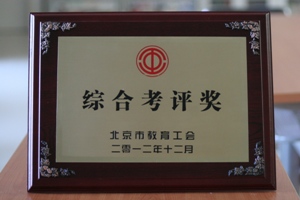 综合考评奖
北京市教育工会
二零一二年十二月